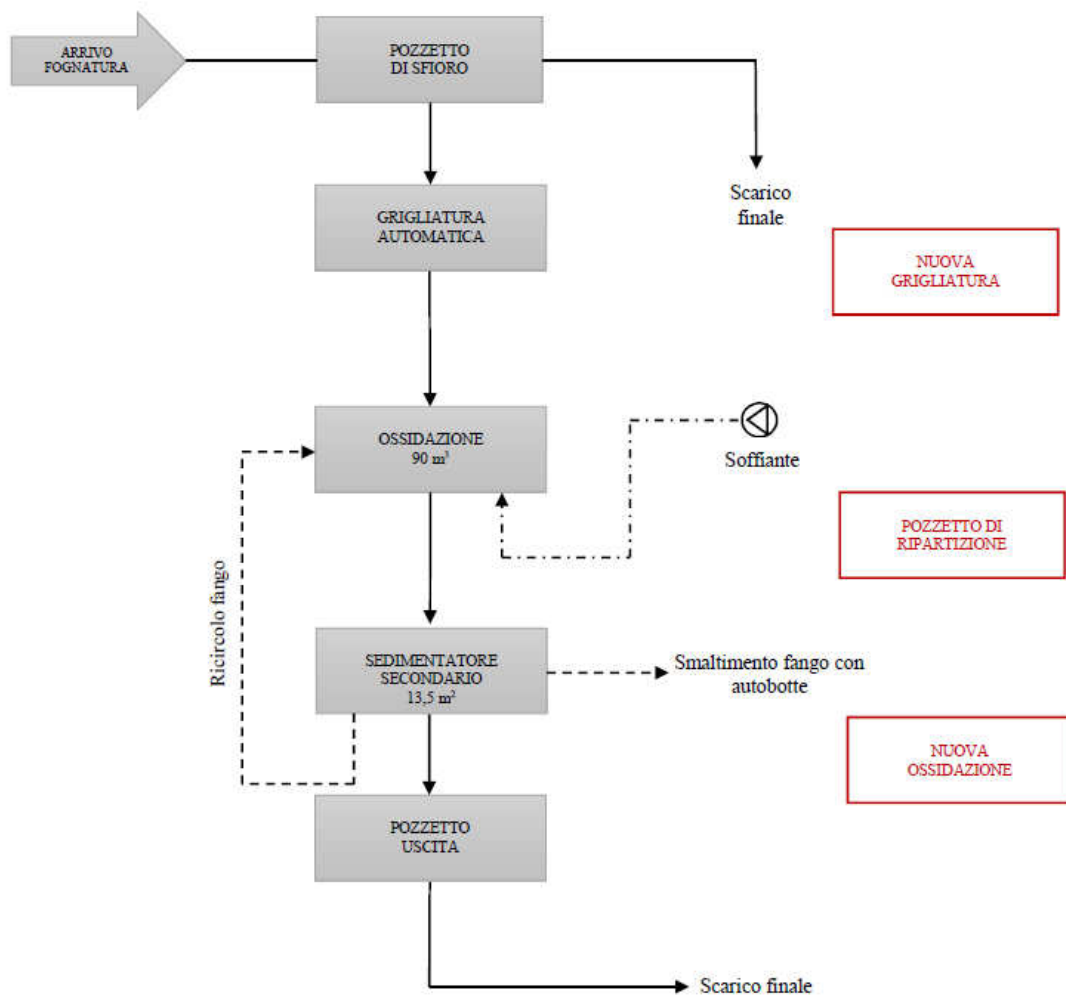 ARRIVO
FOGNATURA
POZZETTO
DI SFIORO
Scarico
finale
GRIGLIATURA
AUTOMATICA
NUOVA
GRIGLIATURA
OSSIDAZIONE
90 m³
Soffiante
POZZETTO DI
RIPARTIZIONE
Ricircolo fango
SEDIMENTATORE
SECONDARIO
13,5 m²
Smaltimento fango con
autobotte
NUOVA
OSSIDAZIONE
POZZETTO
USCITA
Scarico finale